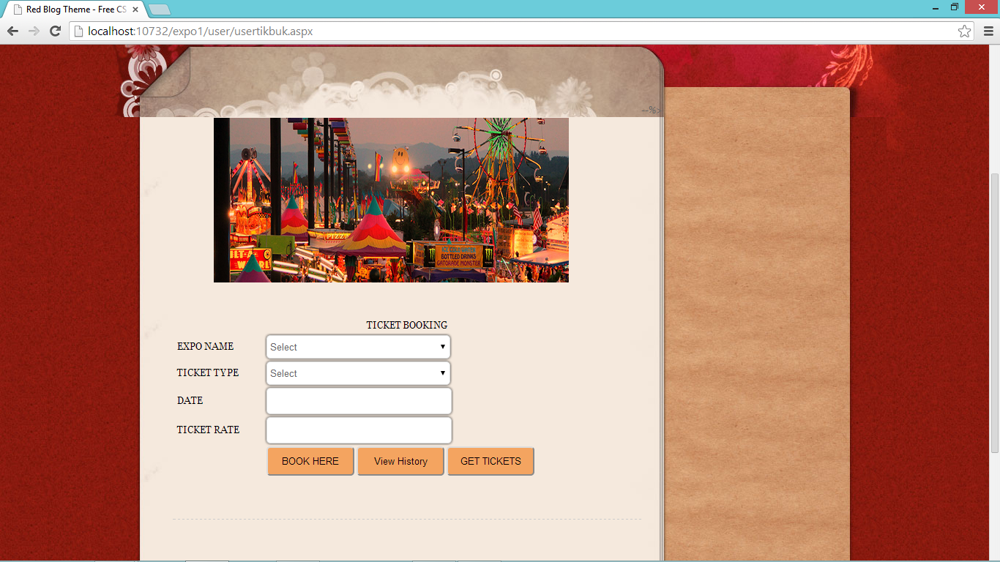 Red Blog Theme - Free CS
localhost:10732/expo1/user/usertikbuk.aspx
--%>
PIZZA
BOTTLED DRINKS
GATORADE MONSTER
TICKET BOOKING
EXPO NAME
Select
TICKET TYPE
Select
DATE
TICKET RATE
BOOK HERE
View History
GET TICKETS